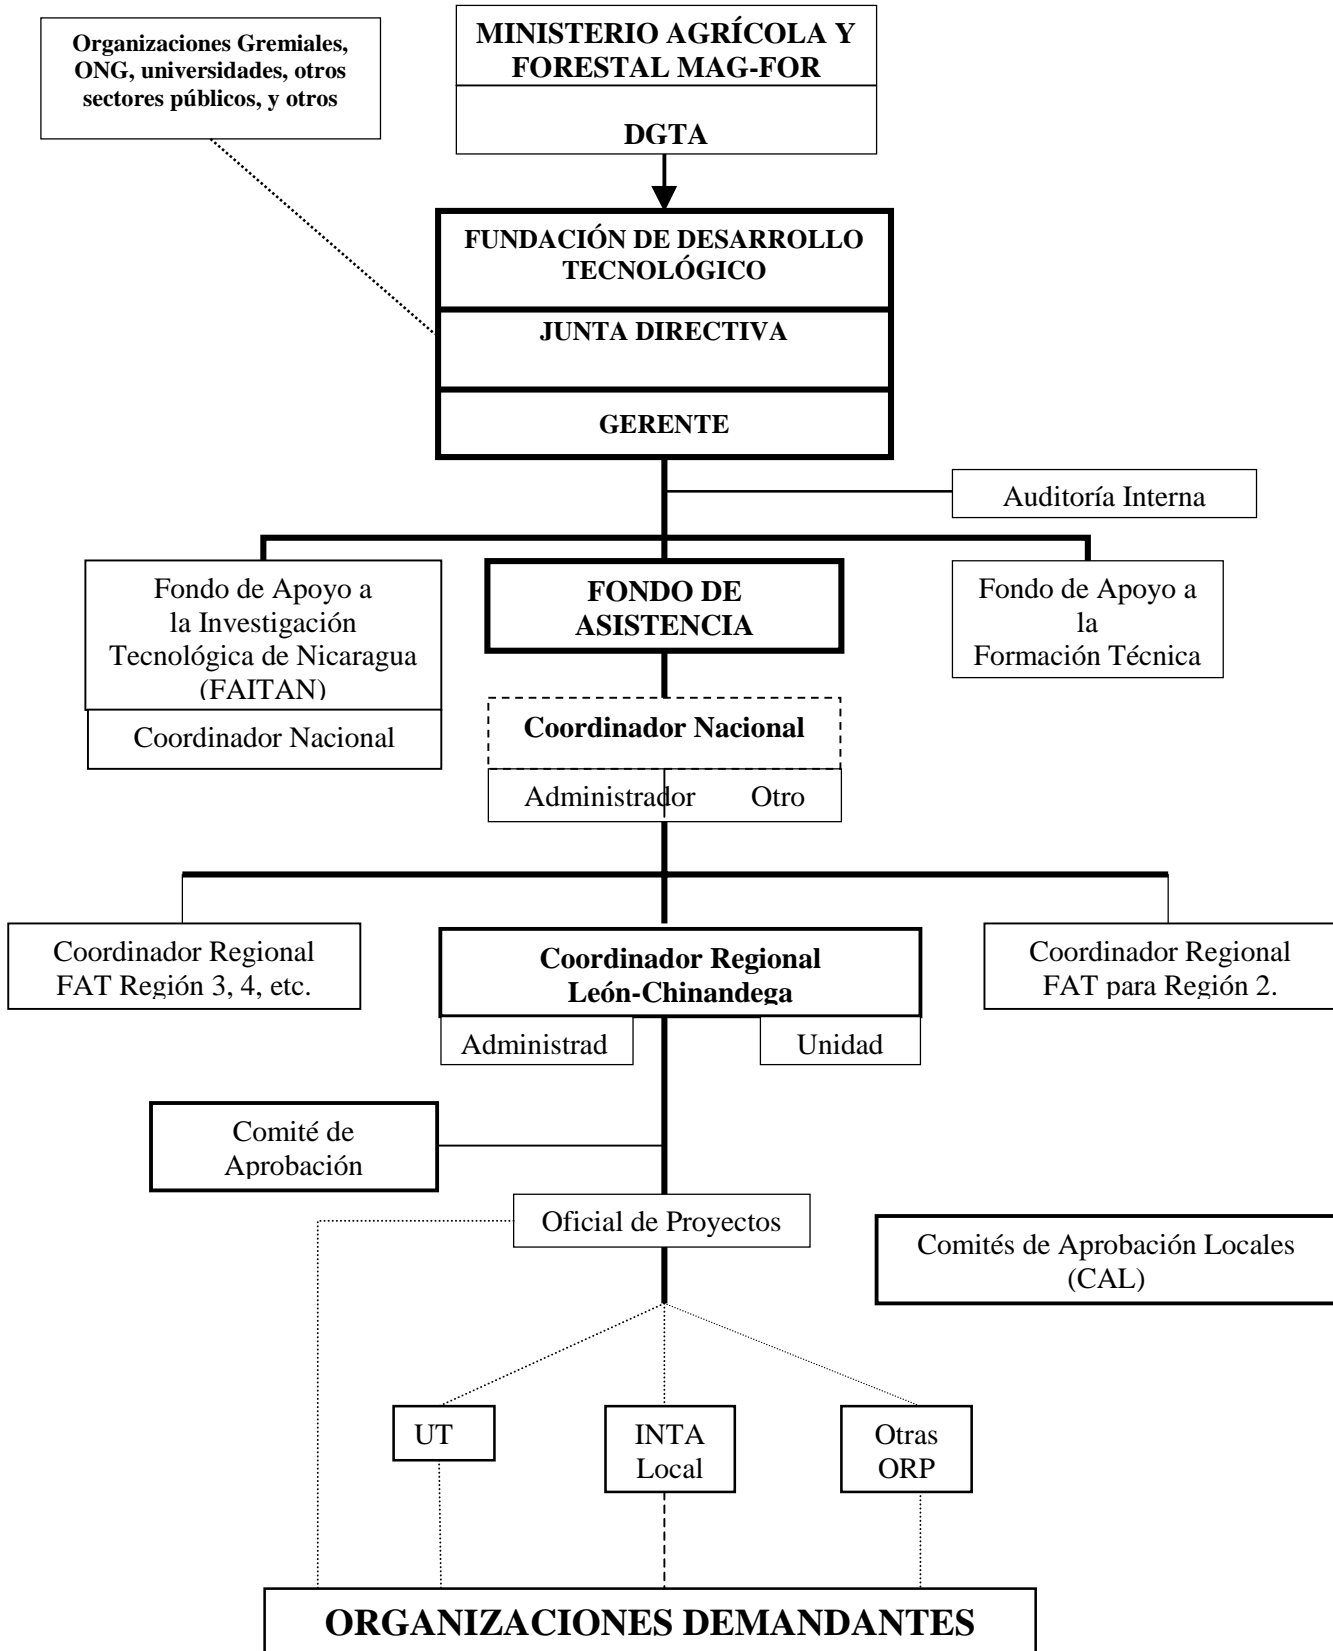 Organizaciones Gremiales,
ONG, universidades, otros
sectores públicos, y otros
MINISTERIO AGRÍCOLA Y
FORESTAL MAG-FOR
DGTA
FUNDACIÓN DE DESARROLLO
TECNOLÓGICO
JUNTA DIRECTIVA
GERENTE
Auditoría Interna
Fondo de Apoyo a
la Investigación
Tecnológica de Nicaragua
(FAITAN)
Coordinador Nacional
FONDO DE
ASISTENCIA
Fondo de Apoyo a
la
Formación Técnica
Coordinador Nacional
Administrador Otro
Coordinador Regional
FAT Región 3, 4, etc.
Coordinador Regional
León-Chinandega
Coordinador Regional
FAT para Región 2.
Administrad
Unidad
Comité de
Aprobación
Oficial de Proyectos
Comités de Aprobación Locales
(CAL)
UT
INTA
Local
Otras
ORP
ORGANIZACIONES DEMANDANTES